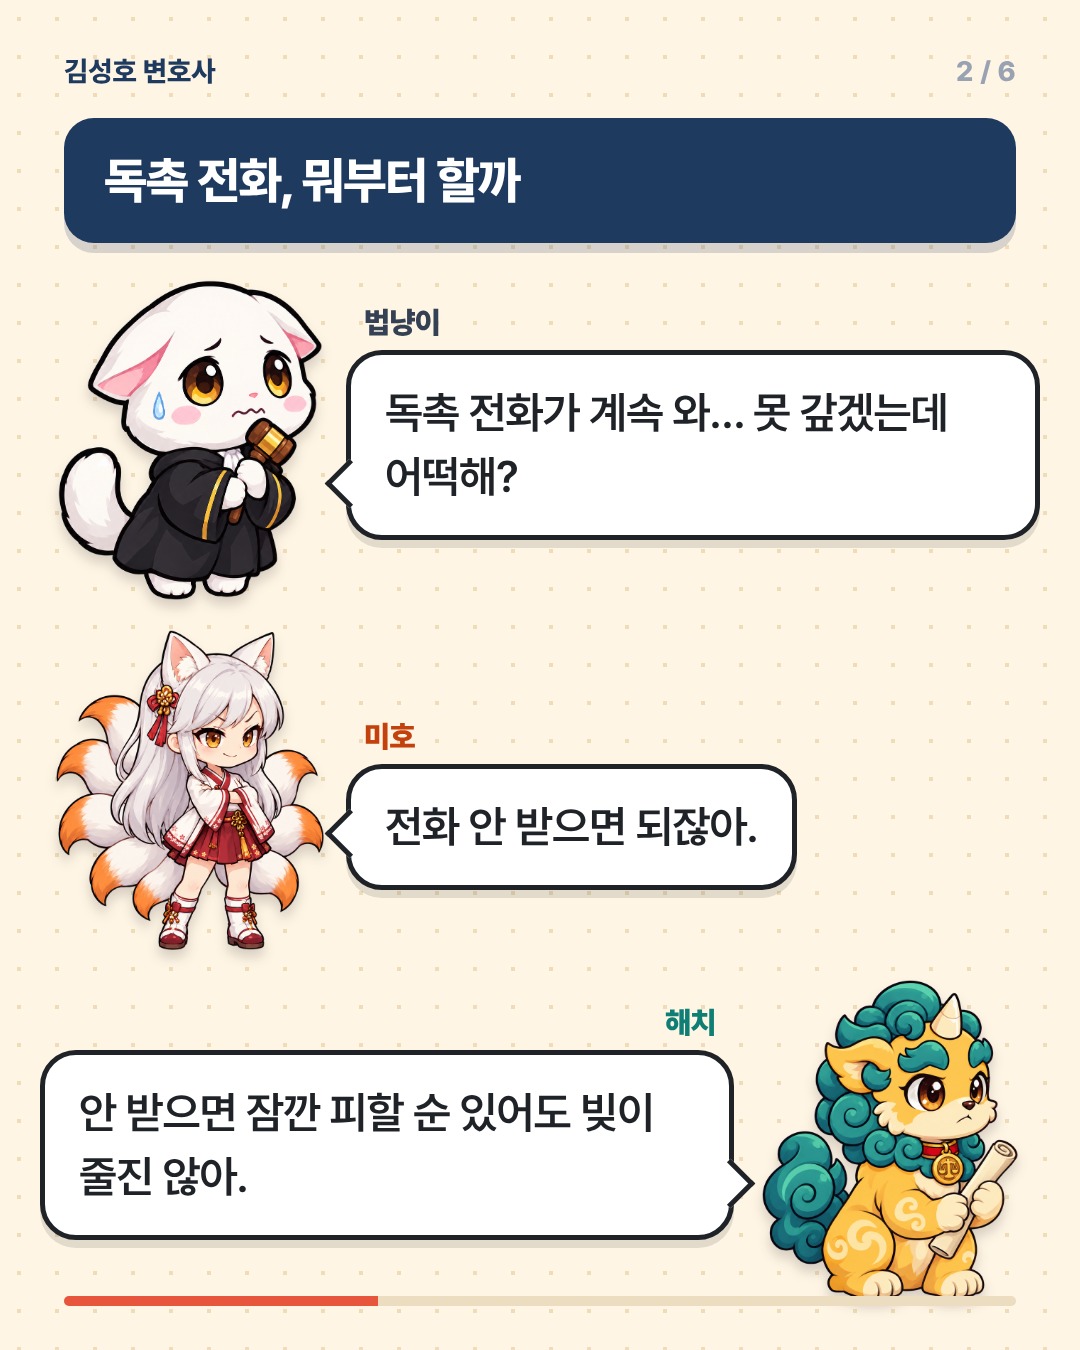 김성호 변호사
2 / 6
독촉 전화, 뭐부터 할까
법냥이
독촉 전화가 계속 와... 못 갚겠는데
어떡해?
미호
전화 안 받으면 되잖아.
해치
안 받으면 잠깐 피할 순 있어도 빚이
줄진 않아.